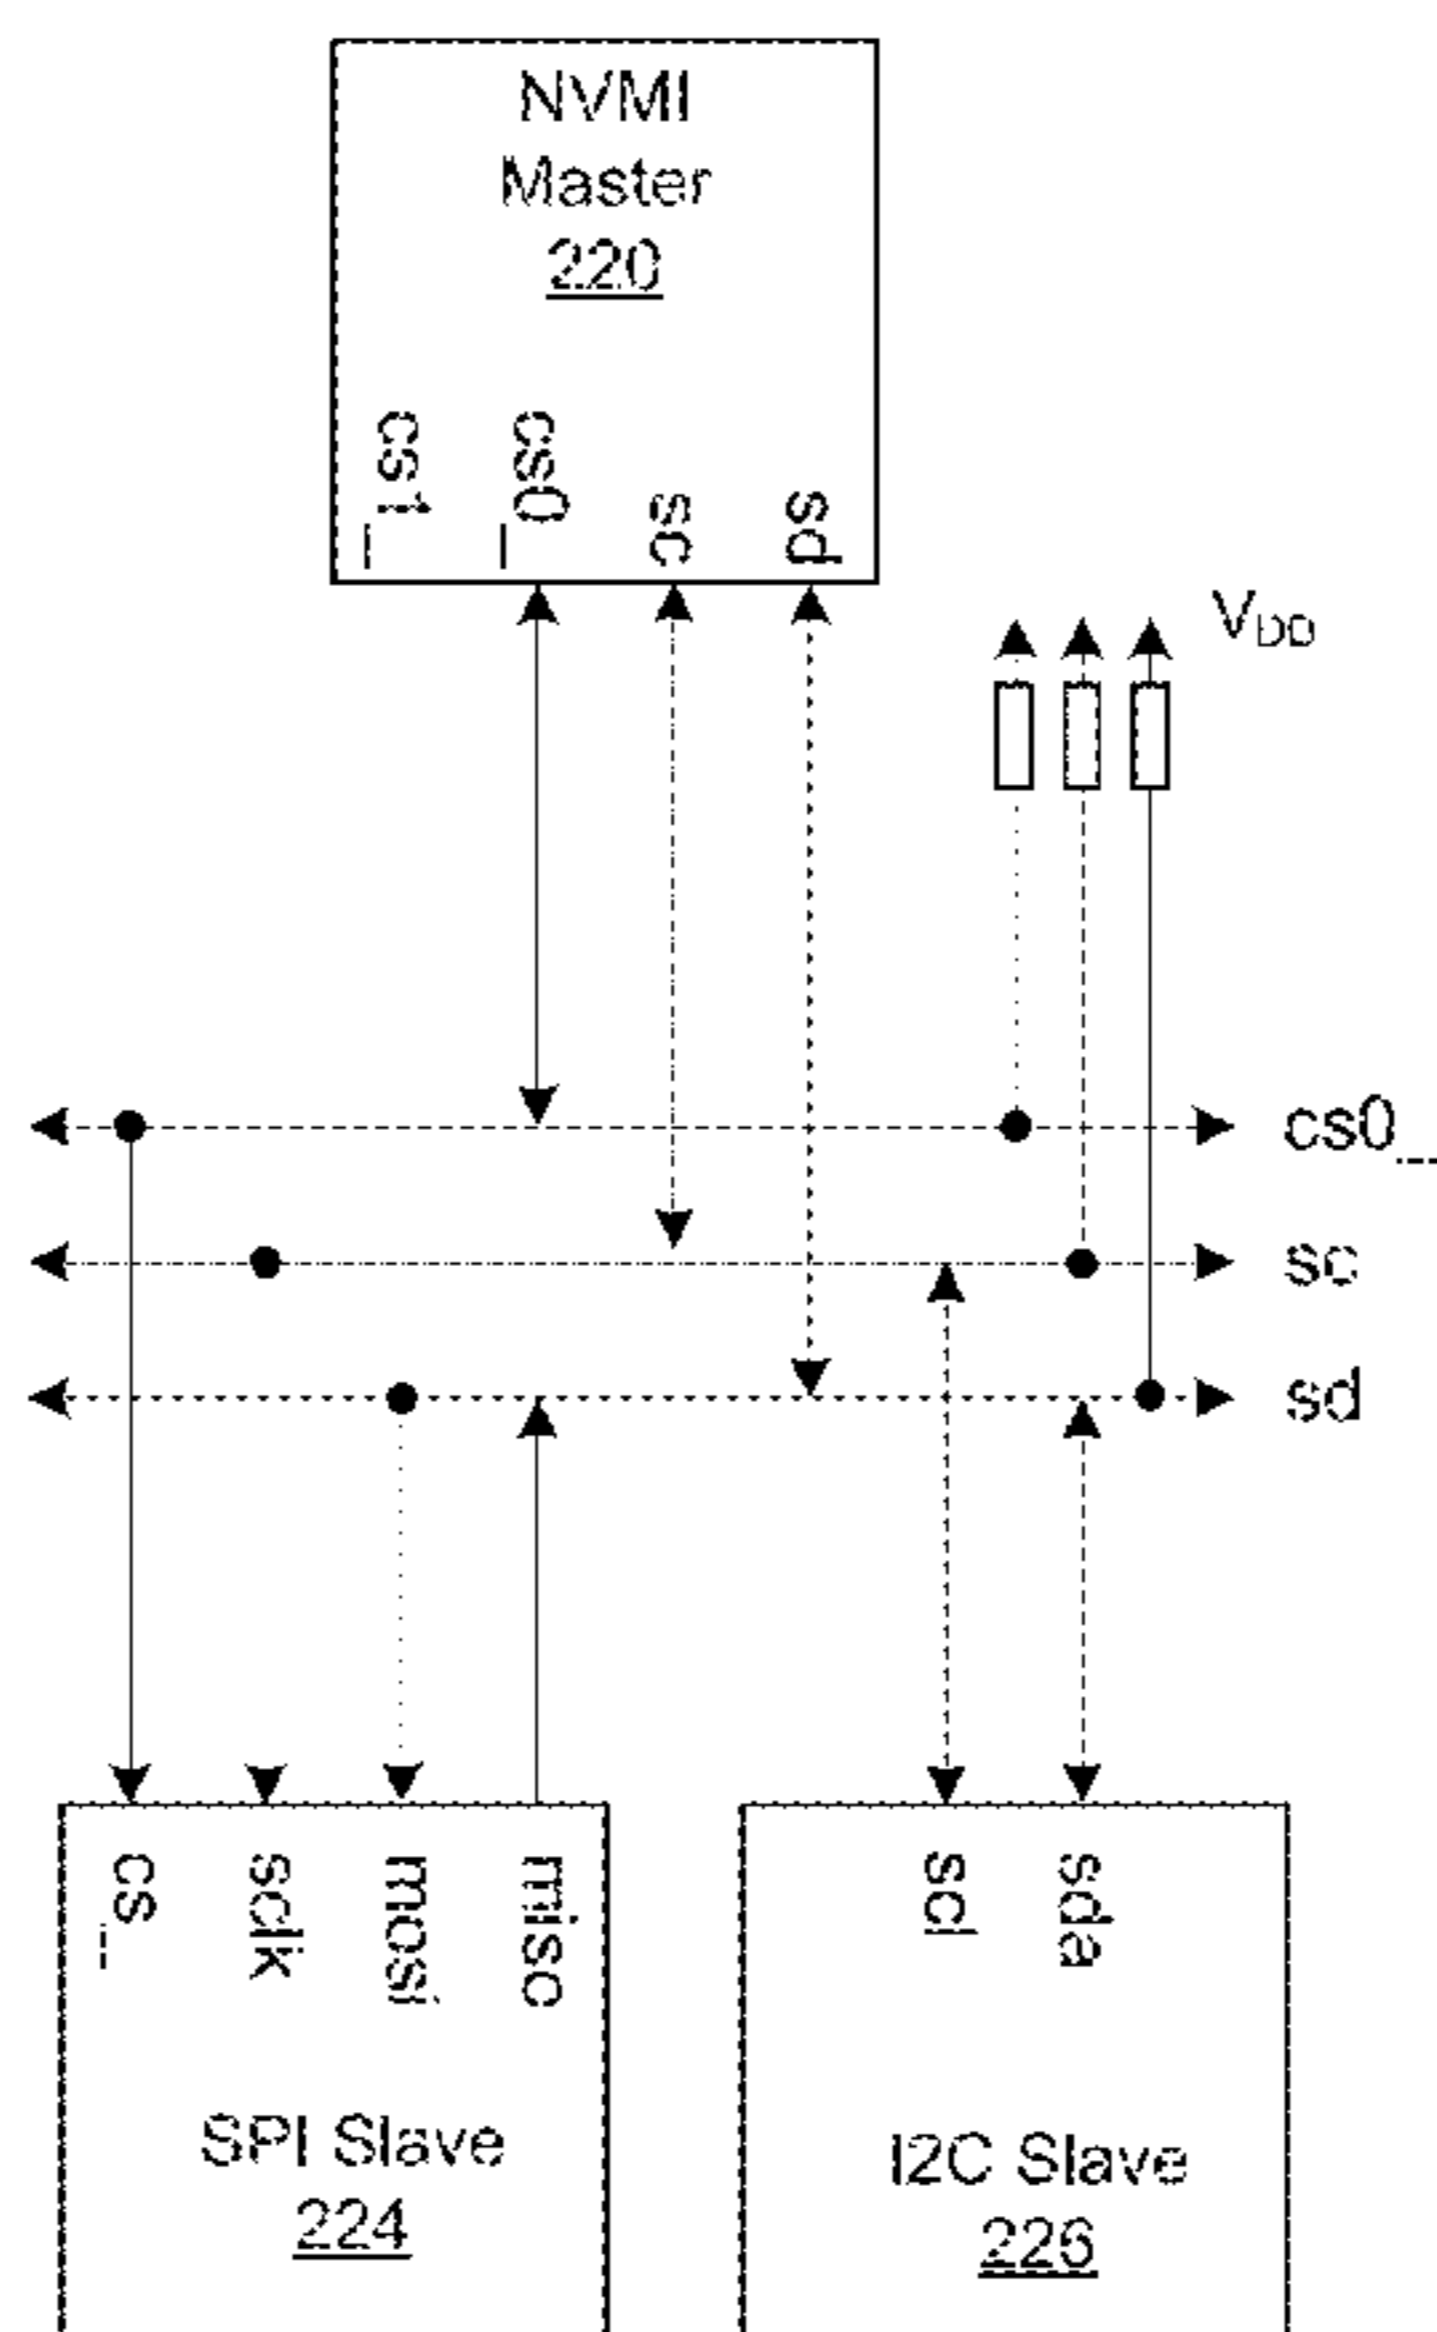 NVMI
Master
220
cs1_
cs0_
sc
sd
VDD
cs0_
sc
sd
cs_
sclk
mosi
miso
scl
sda
SPI Slave
224
I2C Slave
226